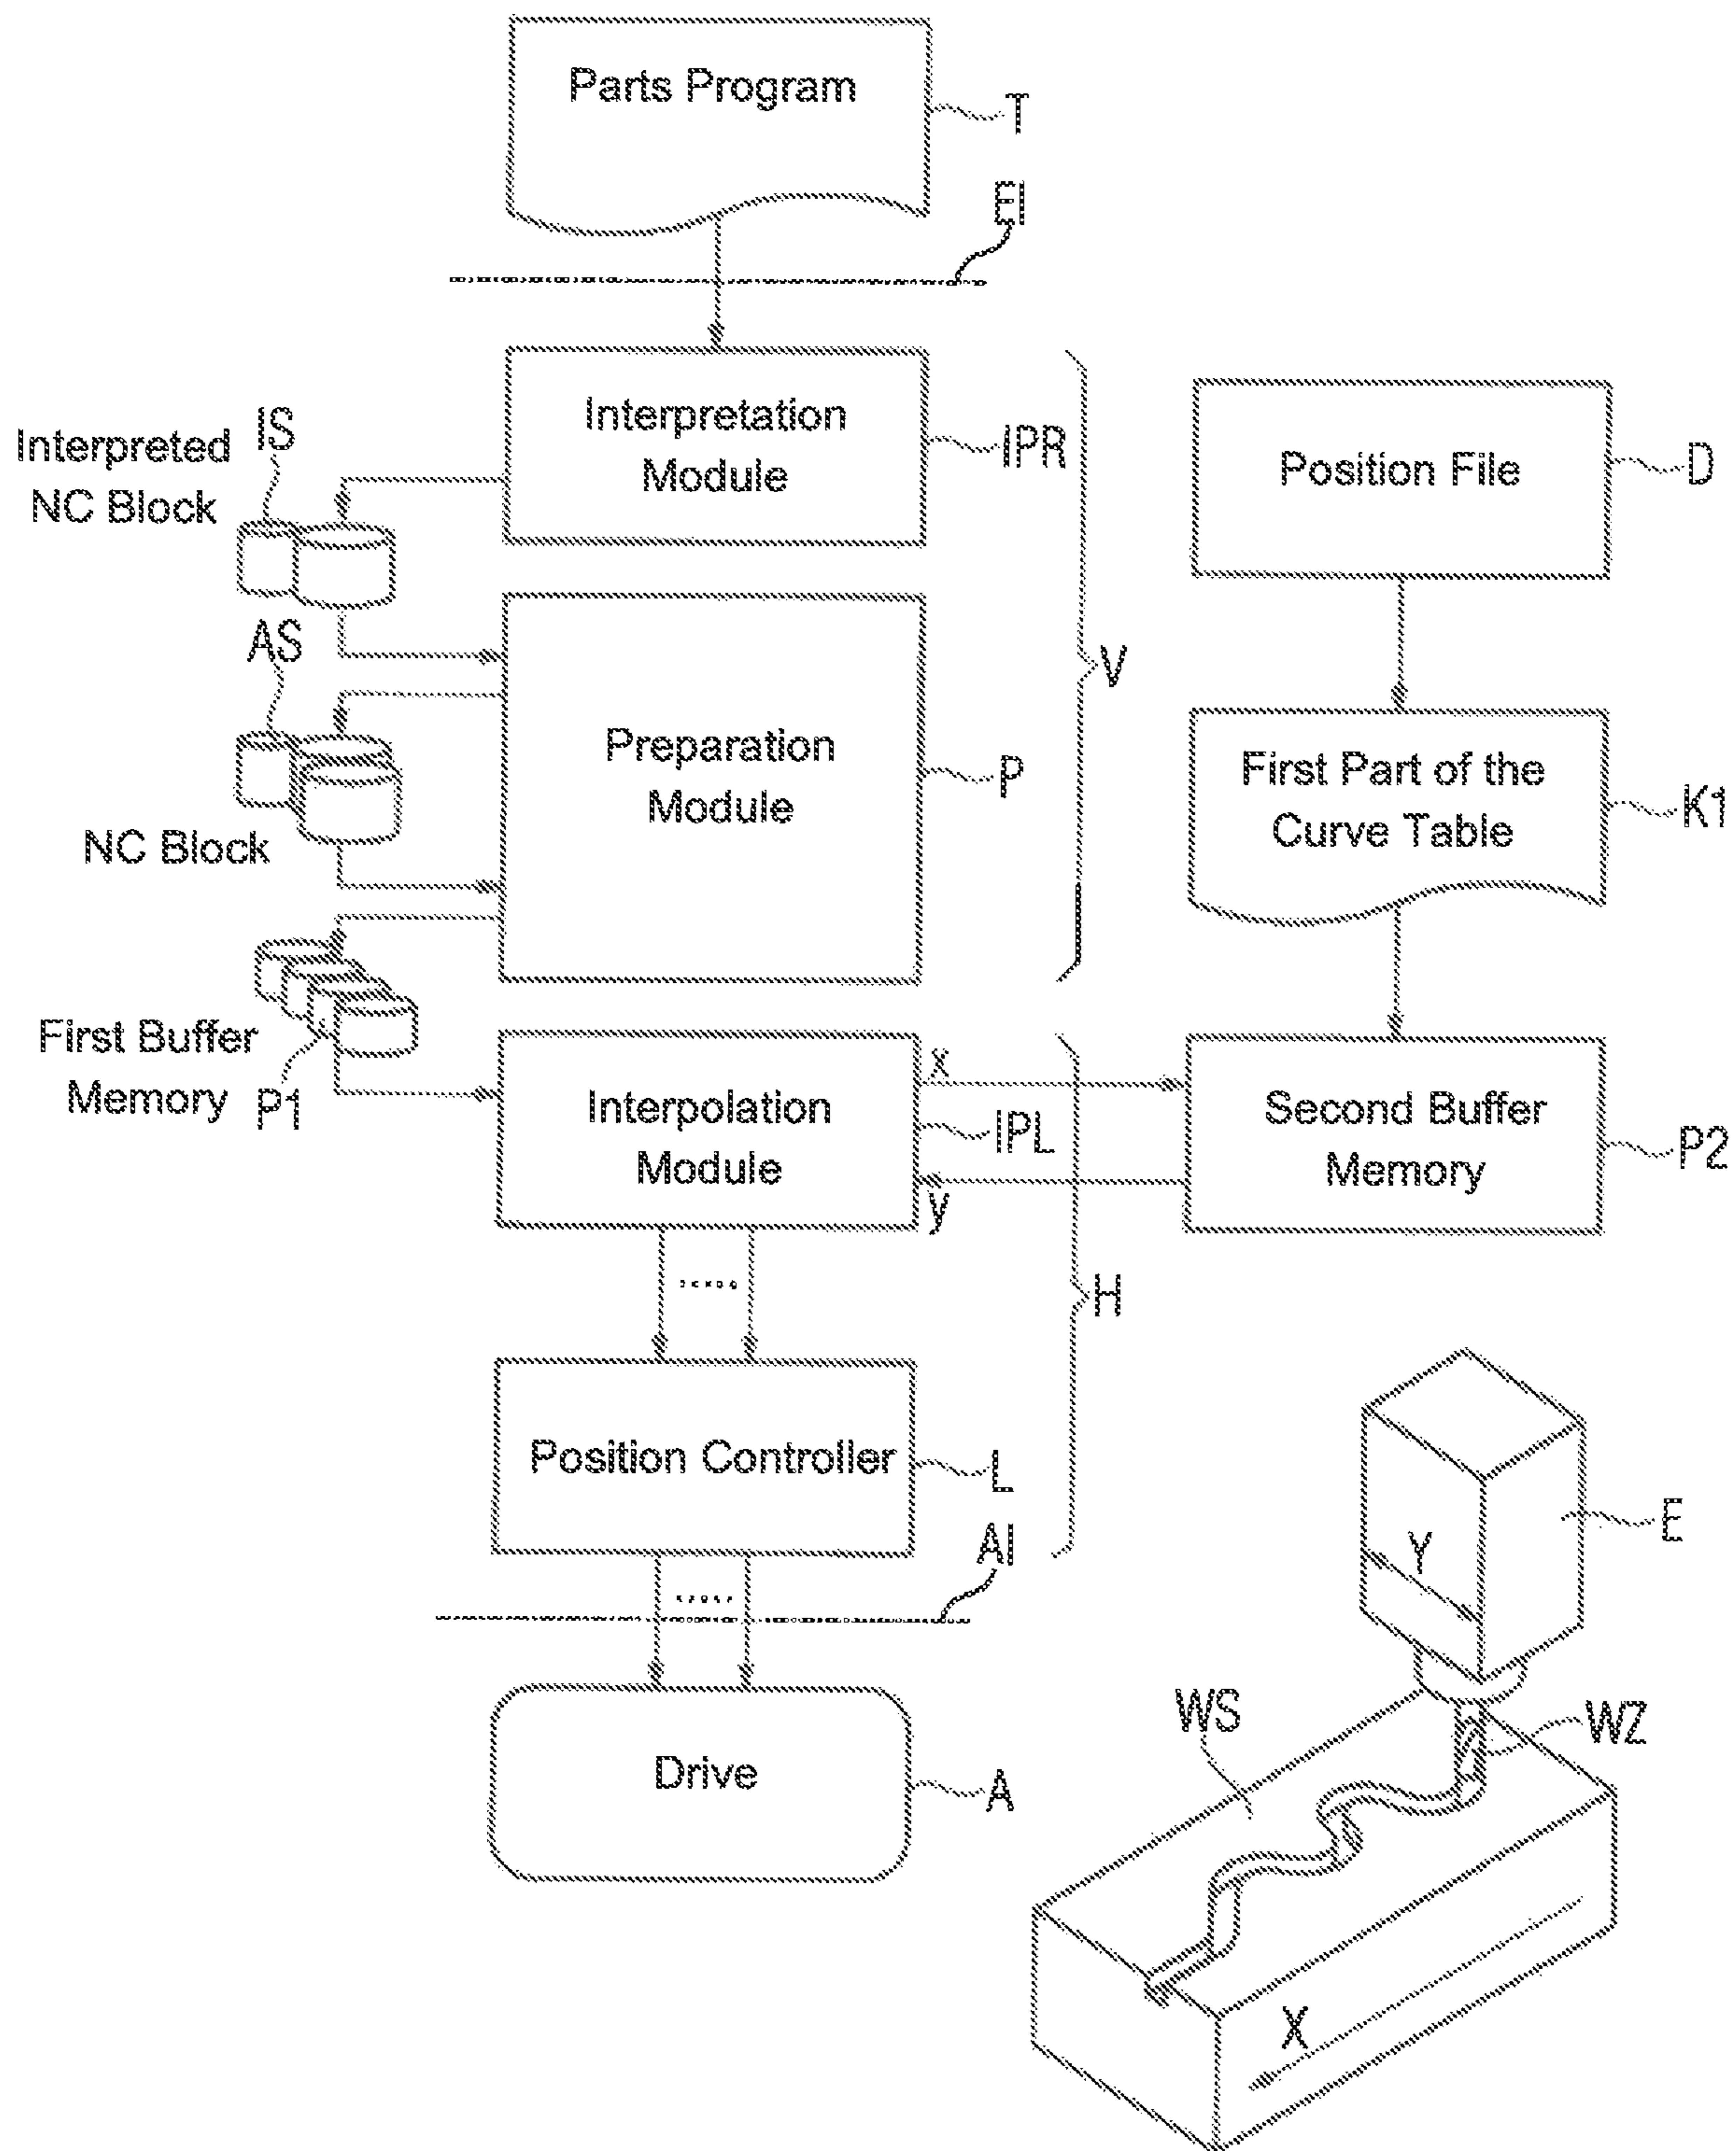 Parts Program
T
EI
Interpretation
Module
IPR
IS
Interpreted
NC Block
V
Position File
D
AS
Preparation
Module
P
NC Block
First Part of the
Curve Table
K1
First Buffer
Memory
P1
x
Interpolation
Module
IPL
y
Second Buffer
Memory
P2
.....
H
Position Controller
L
AI
.....
Drive
A
E
Y
WS
WZ
X